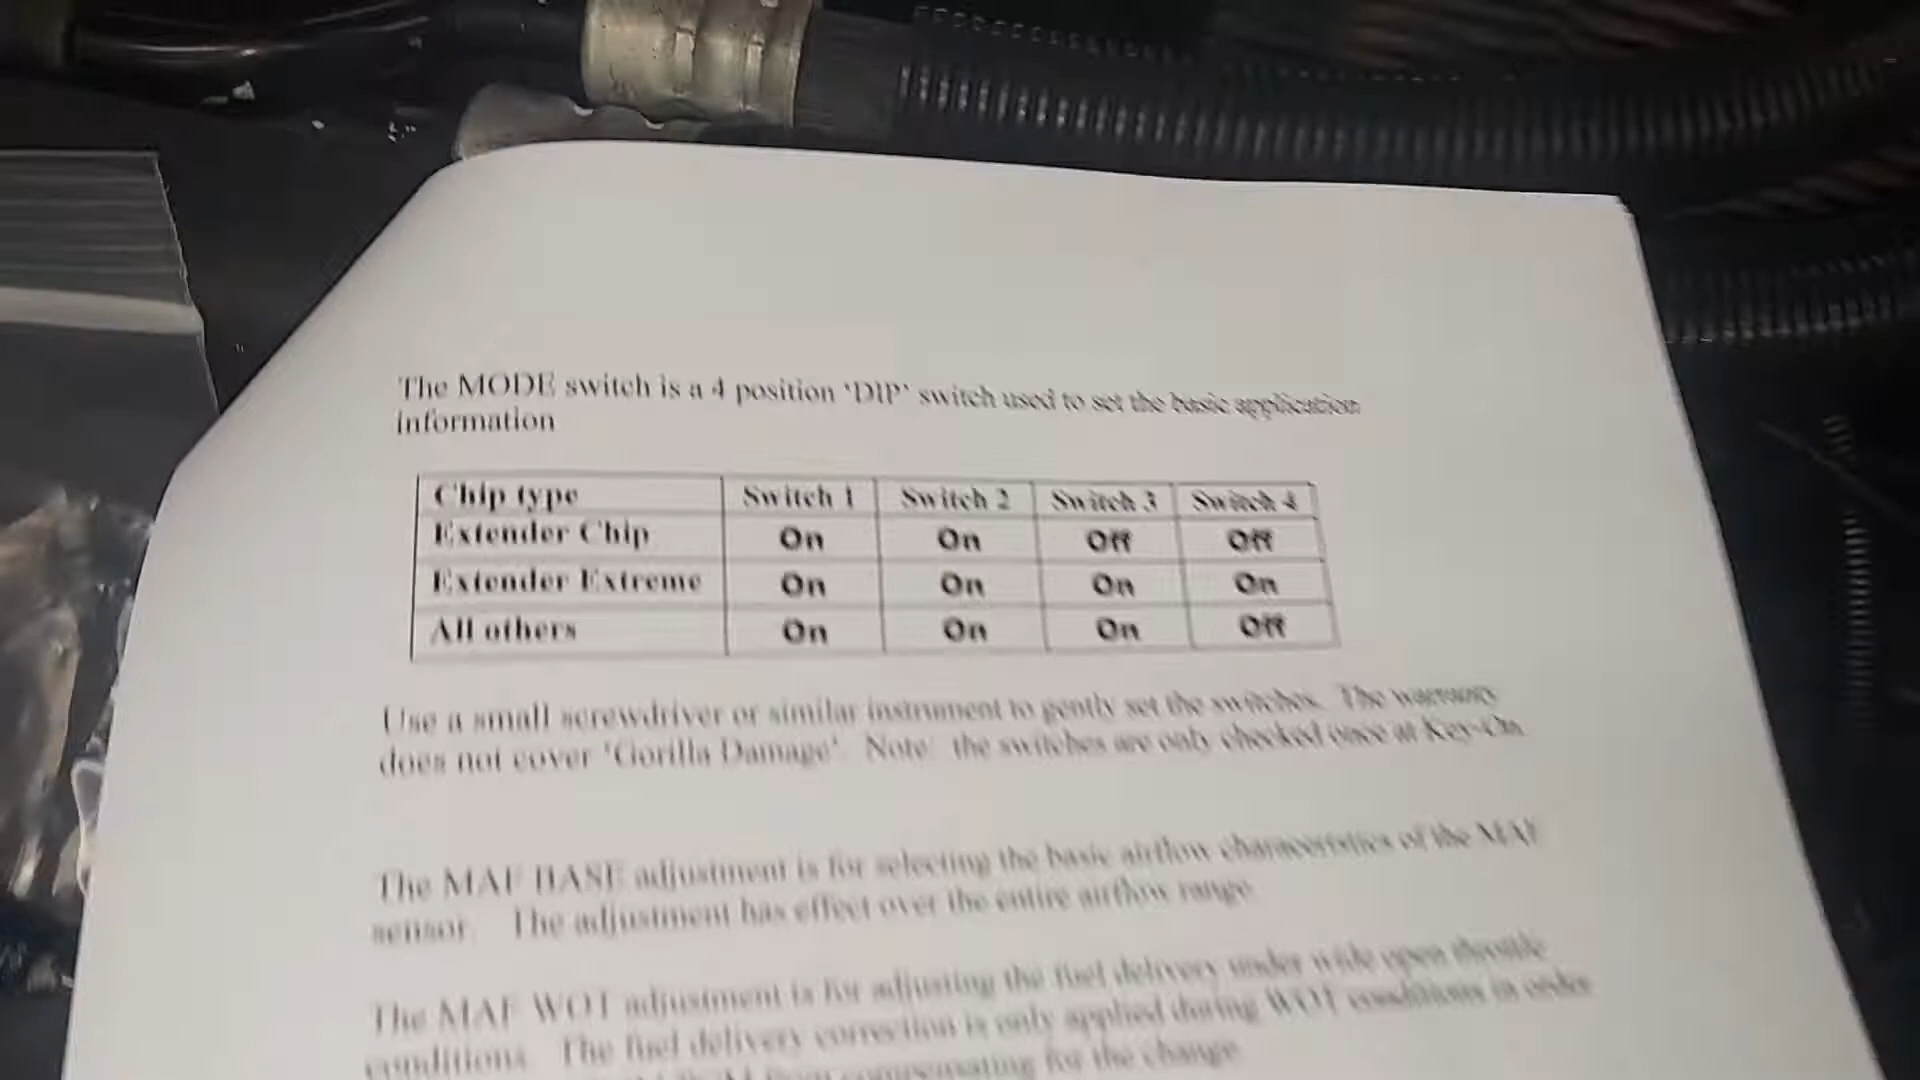 The MODE switch is a 4 position 'DIP' switch used to set the basic application
information
Chip type Switch 1 Switch 2 Switch 3 Switch 4
Extender Chip On On Off Off
Extender Extreme On On On On
All others On On On Off
Use a small screwdriver or similar instrument to gently set the switches. The warranty
does not cover 'Gorilla Damage'. Note: the switches are only checked once at Key-On.
The MAF BASE adjustment is for selecting the basic airflow characteristics of the MAF
sensor. The adjustment has effect over the entire airflow range.
The MAF WOT adjustment is for adjusting the fuel delivery under wide open throttle
conditions. The fuel delivery correction is only applied during WOT conditions in order
from compensating for the change.